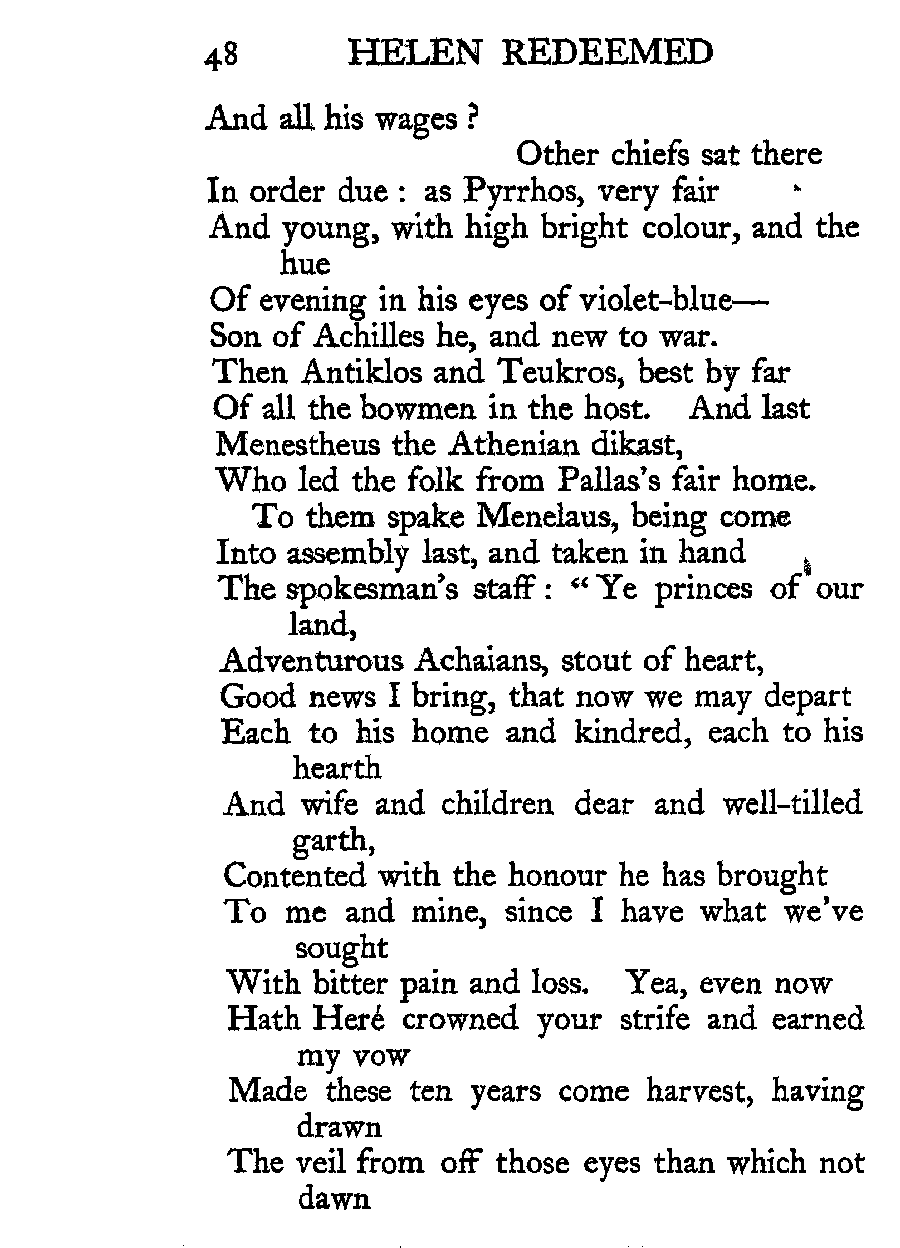 48 HELEN REDEEMED
And all his wages ?
Other chiefs sat there
In order due : as Pyrrhos, very fair
And young, with high bright colour, and the
hue
Of evening in his eyes of violet-blue—
Son of Achilles he, and new to war.
Then Antiklos and Teukros, best by far
Of all the bowmen in the host. And last
Menestheus the Athenian dikast,
Who led the folk from Pallas's fair home.
To them spake Menelaus, being come
Into assembly last, and taken in hand
The spokesman's staff : “ Ye princes of our
land,
Adventurous Achaians, stout of heart,
Good news I bring, that now we may depart
Each to his home and kindred, each to his
hearth
And wife and children dear and well-tilled
garth,
Contented with the honour he has brought
To me and mine, since I have what we've
sought
With bitter pain and loss. Yea, even now
Hath Heré crowned your strife and earned
my vow
Made these ten years come harvest, having
drawn
The veil from off those eyes than which not
dawn